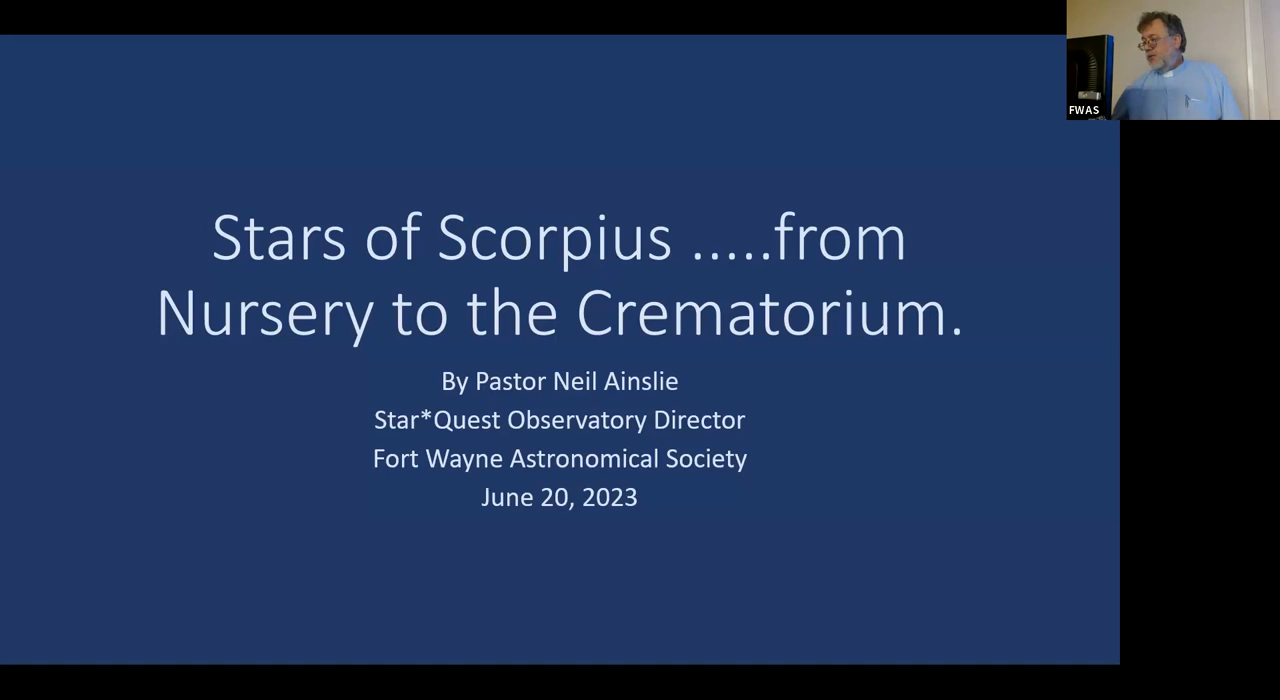 Stars of Scorpius .....from
Nursery to the Crematorium.
By Pastor Neil Ainslie
Star*Quest Observatory Director
Fort Wayne Astronomical Society
June 20, 2023
FWAS